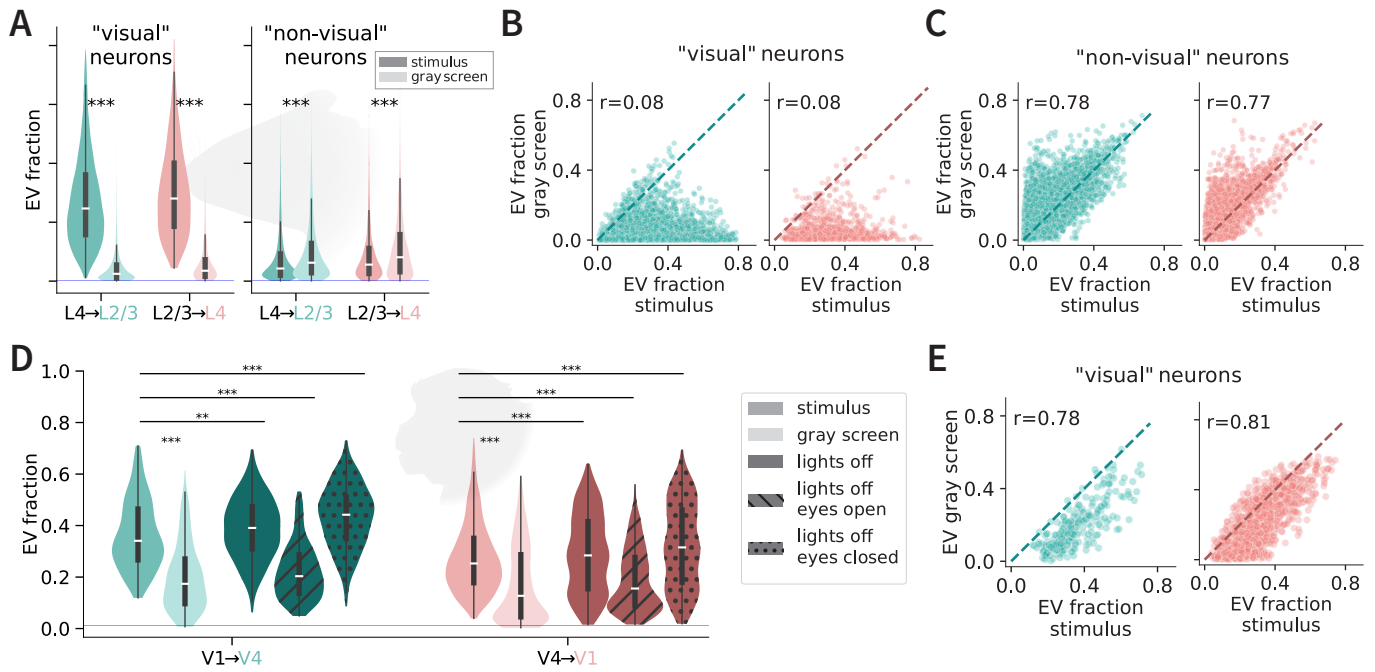 A
"visual"
neurons
"non-visual"
neurons
stimulus
gray screen
***
***
***
***
EV fraction
L4→L2/3
L2/3→L4
L4→L2/3
L2/3→L4
B
"visual" neurons
EV fraction
gray screen
0.8
0.4
0.0
r=0.08
r=0.08
0.0
0.4
0.8
0.0
0.4
0.8
EV fraction
stimulus
EV fraction
stimulus
C
"non-visual" neurons
EV fraction
gray screen
0.8
0.4
0.0
r=0.78
r=0.77
0.0
0.4
0.8
0.0
0.4
0.8
EV fraction
stimulus
EV fraction
stimulus
D
EV fraction
1.0
0.8
0.6
0.4
0.2
0.0
***
***
**
***
***
***
***
***
V1→V4
V4→V1
stimulus
gray screen
lights off
lights off
eyes open
lights off
eyes closed
E
"visual" neurons
EV gray screen
0.8
0.4
0.0
r=0.78
r=0.81
0.0
0.4
0.8
0.0
0.4
0.8
EV fraction
stimulus
EV fraction
stimulus